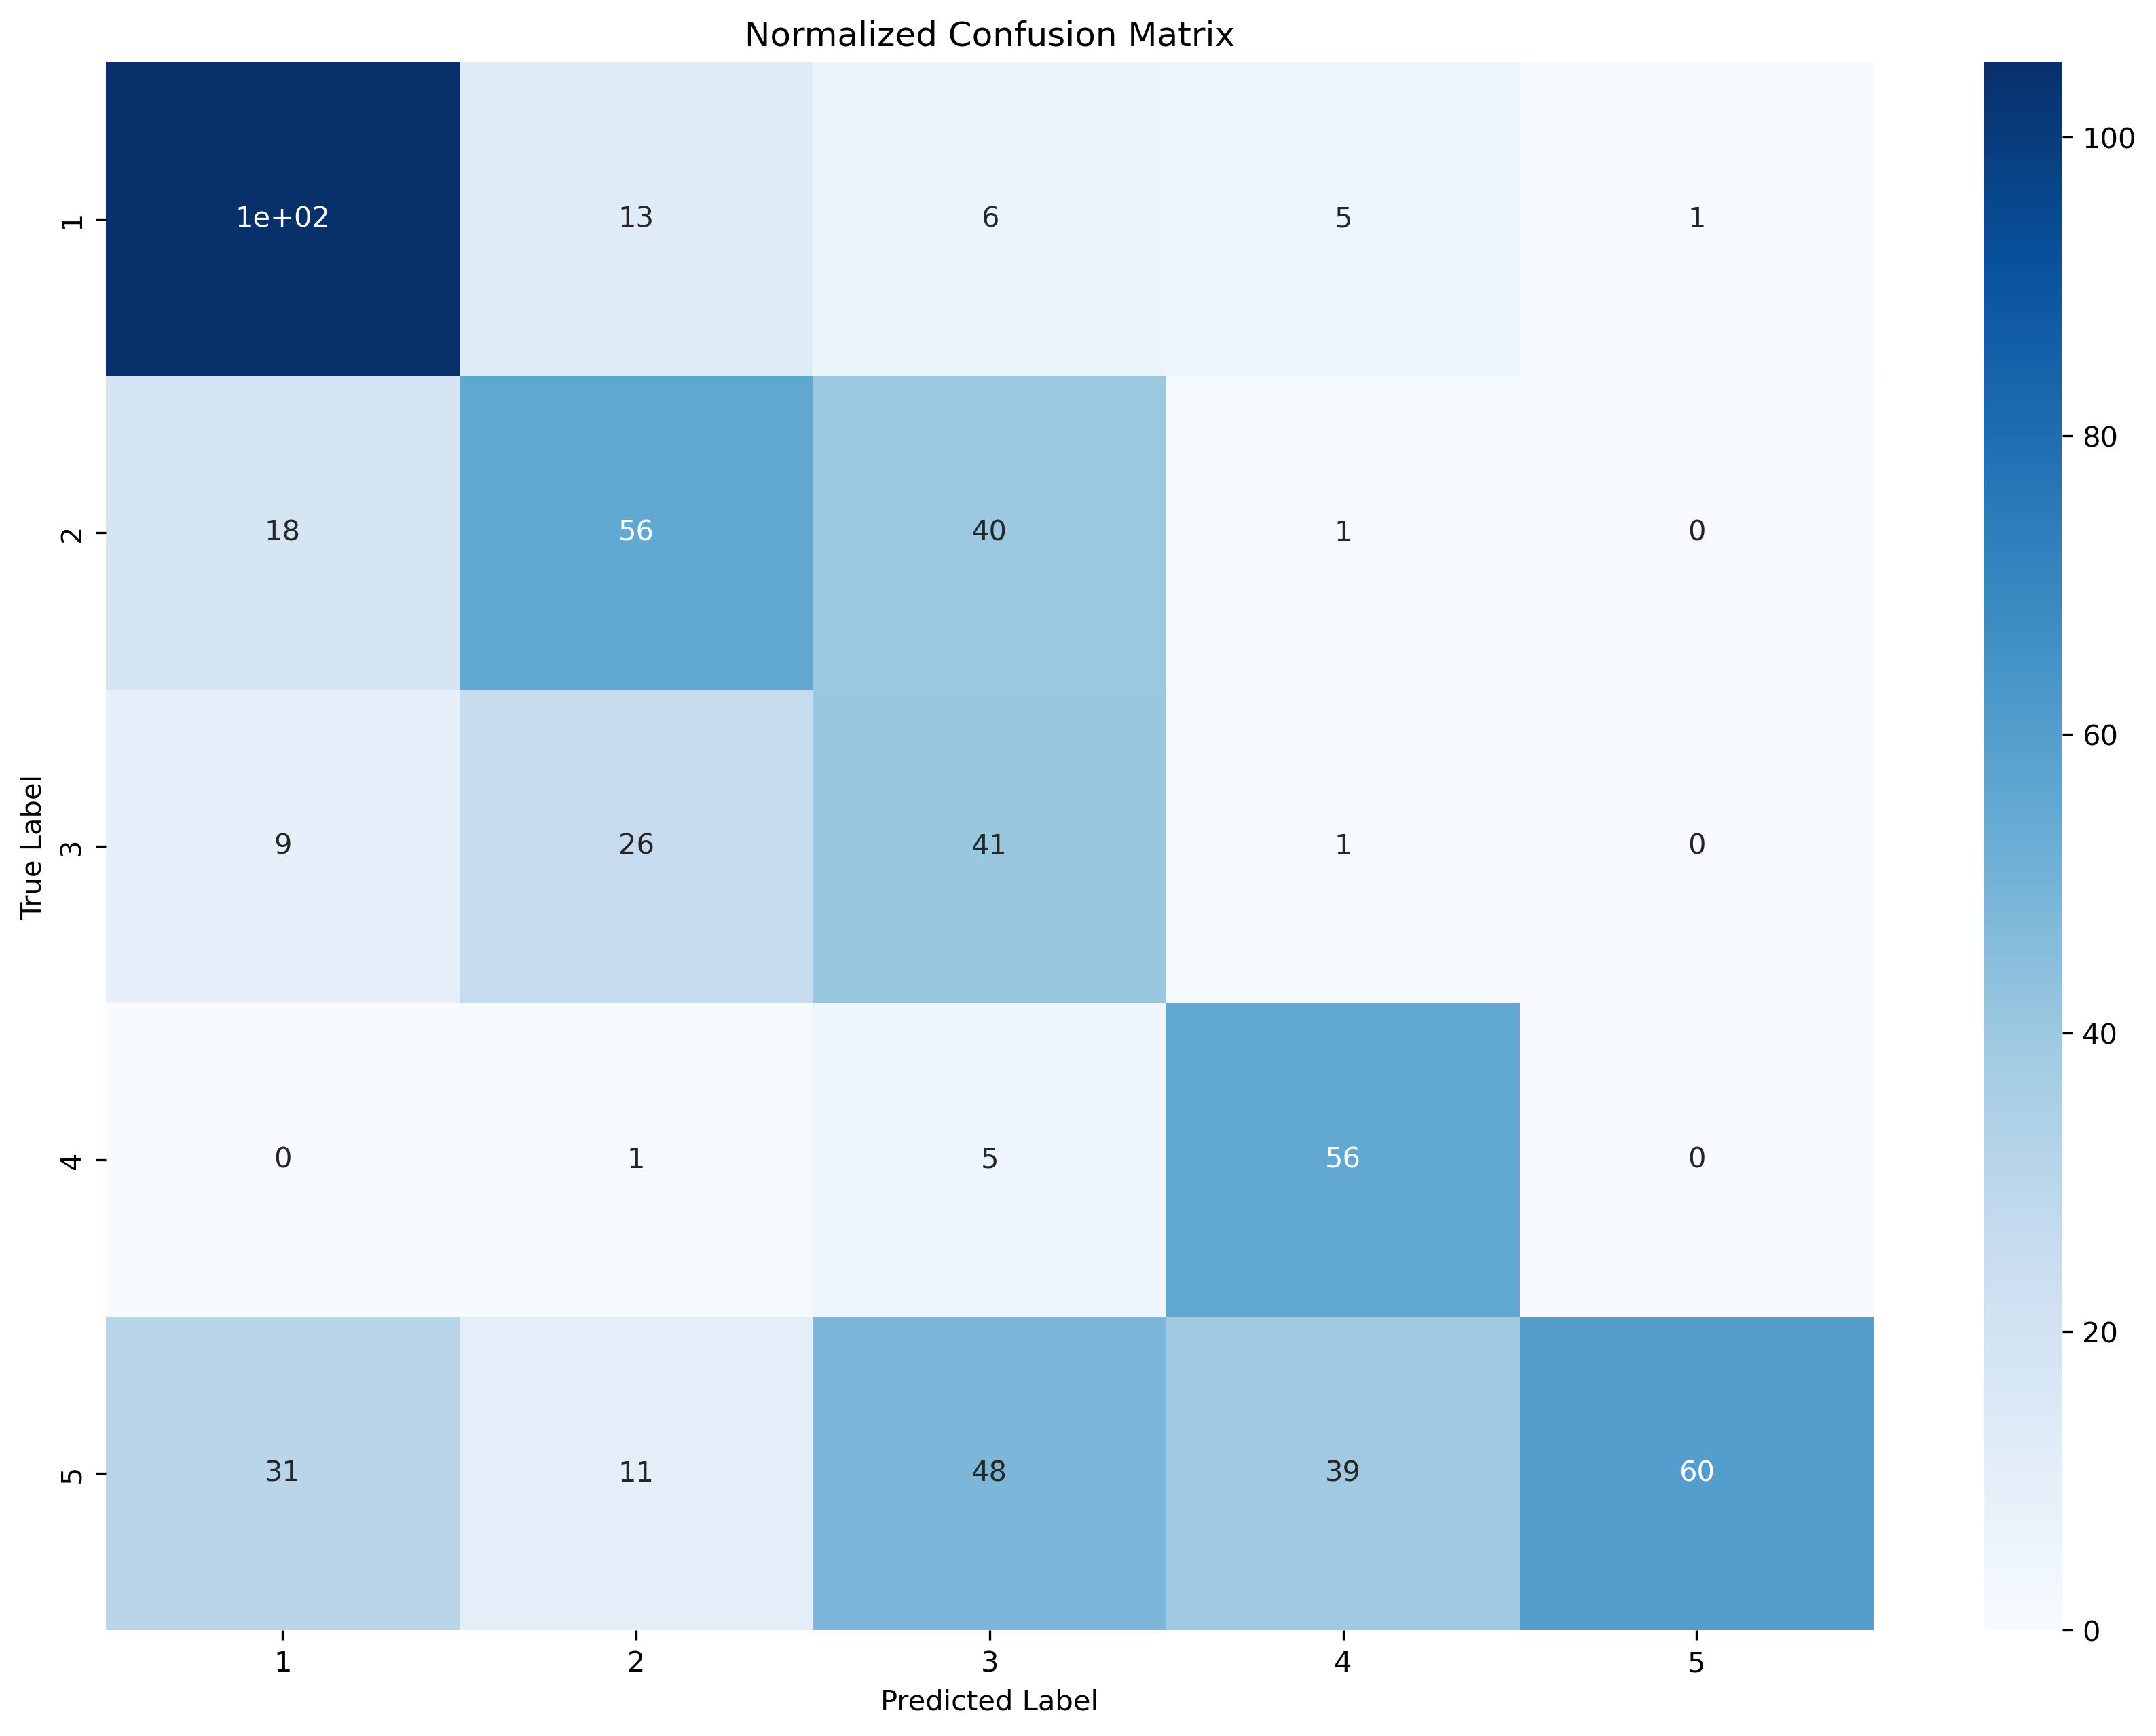 Normalized Confusion Matrix
1e+02 13 6 5 1
18 56 40 1 0
9 26 41 1 0
0 1 5 56 0
31 11 48 39 60
1
2
3
4
5
True Label
1 2 3 4 5
Predicted Label
100
80
60
40
20
0